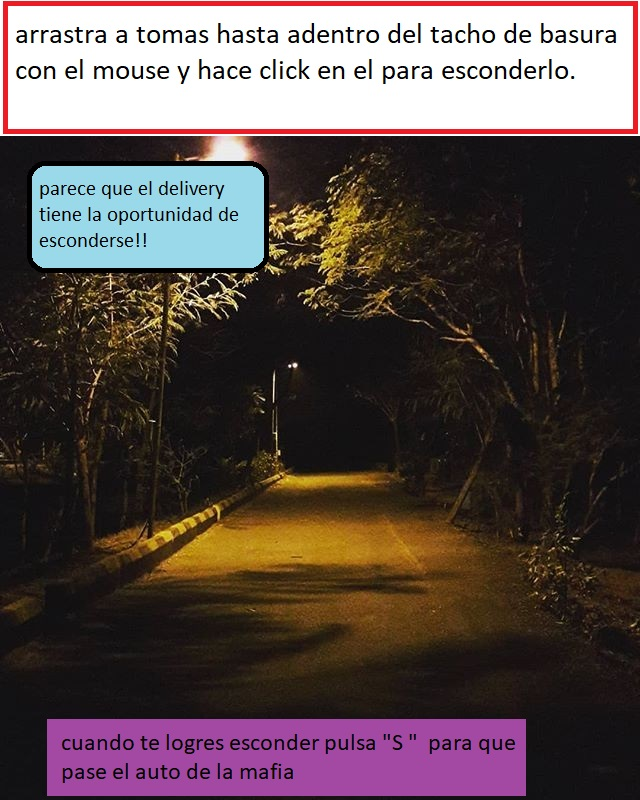 arrastra a tomas hasta adentro del tacho de basura
con el mouse y hace click en el para esconderlo.
parece que el delivery
tiene la oportunidad de
esconderse!!
cuando te logres esconder pulsa "S "  para que
pase el auto de la mafia